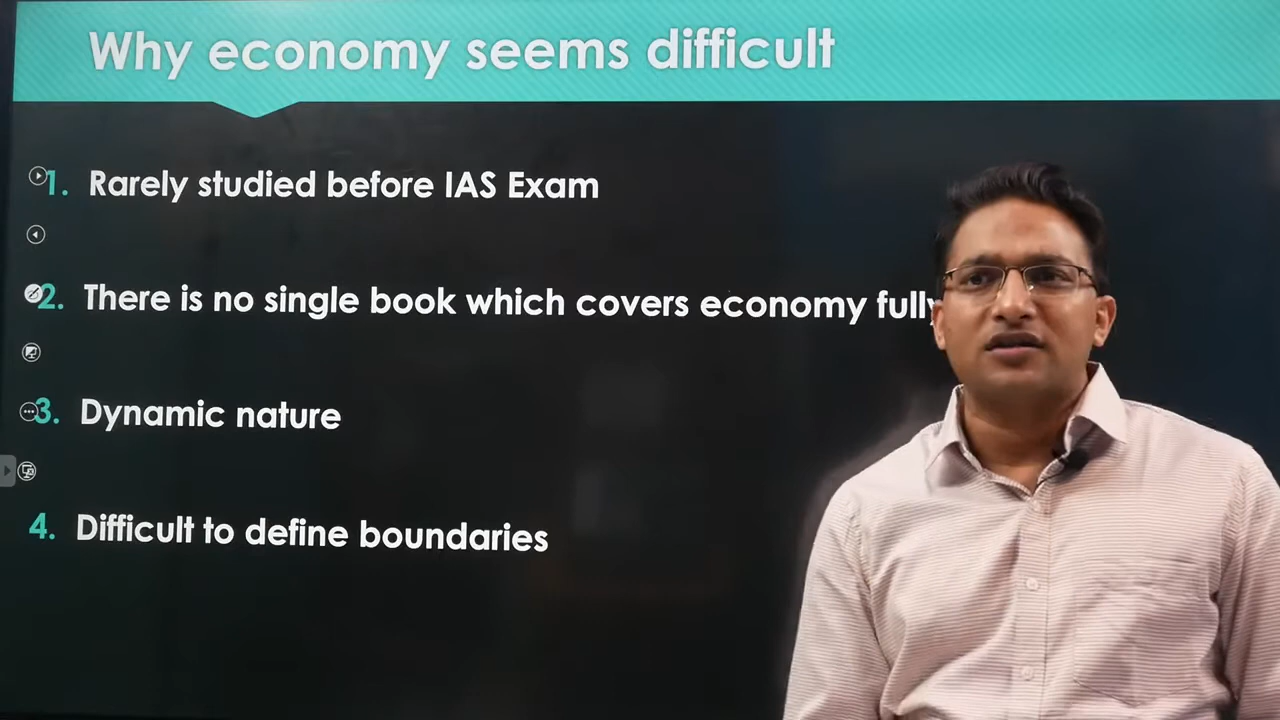 Why economy seems difficult
1. Rarely studied before IAS Exam
2. There is no single book which covers economy fully
3. Dynamic nature
4. Difficult to define boundaries